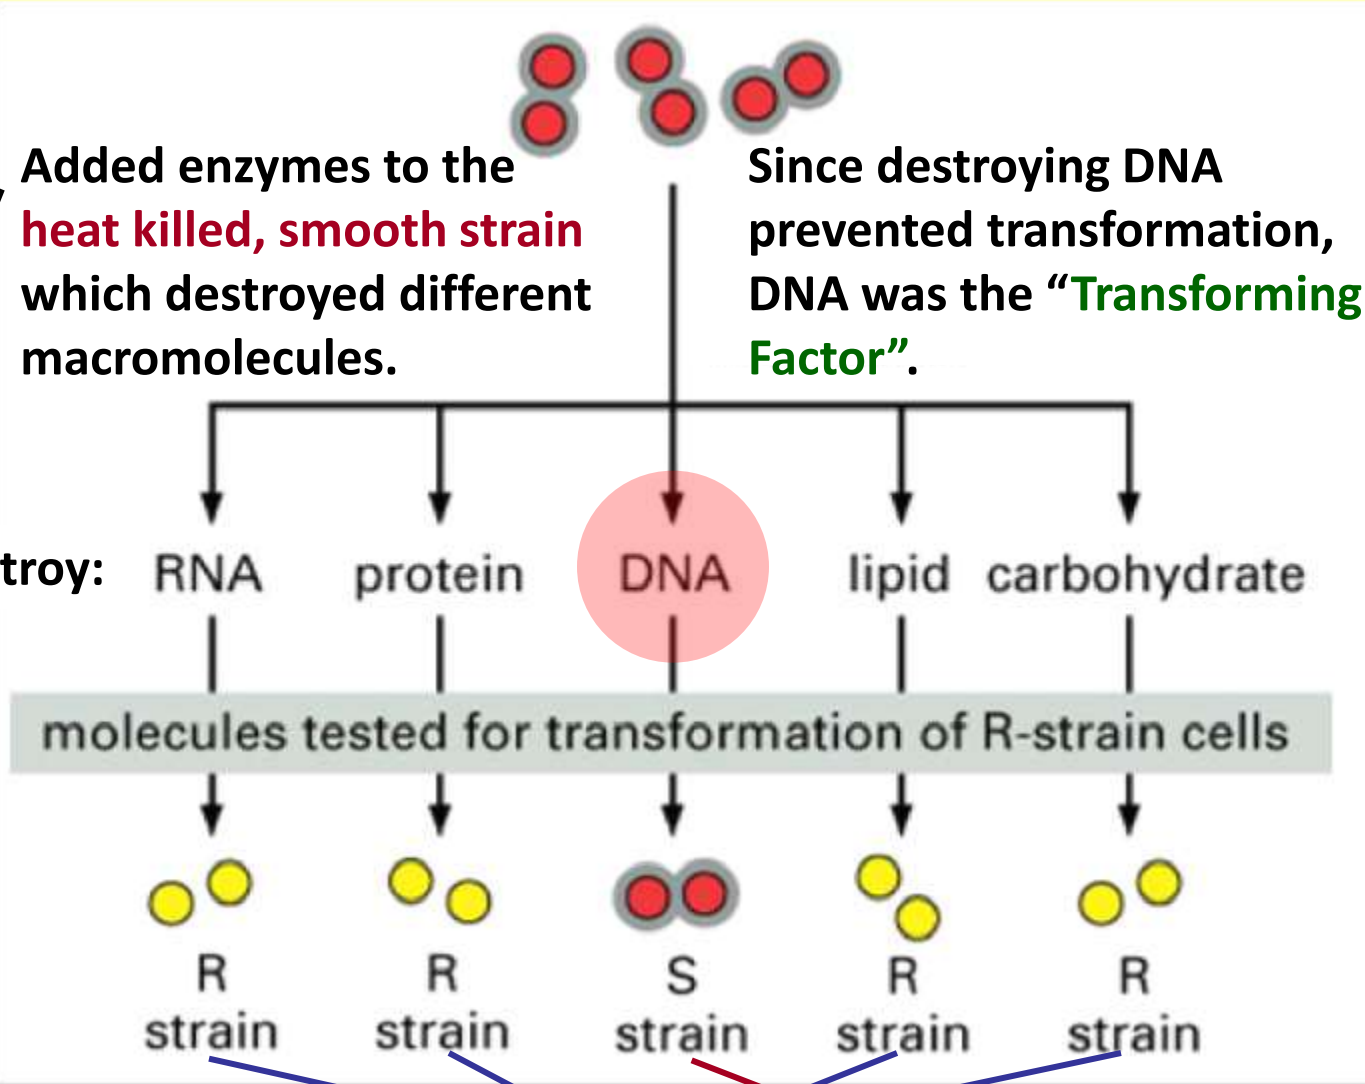 Added enzymes to the
heat killed, smooth strain
which destroyed different
macromolecules.
Since destroying DNA
prevented transformation,
DNA was the “Transforming
Factor”.
troy:
RNA protein DNA lipid carbohydrate
molecules tested for transformation of R-strain cells
R R S R R
strain strain strain strain strain